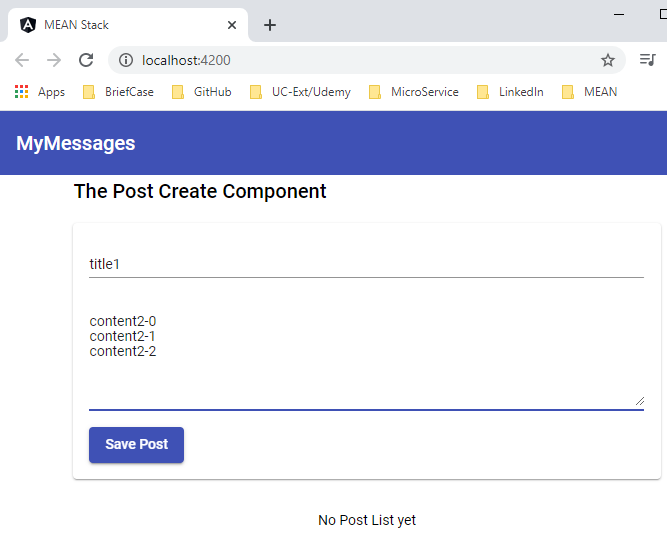 MEAN Stack
localhost:4200
Apps BriefCase GitHub UC-Ext/Udemy MicroService LinkedIn MEAN
MyMessages
The Post Create Component
title1
content2-0
content2-1
content2-2
Save Post
No Post List yet